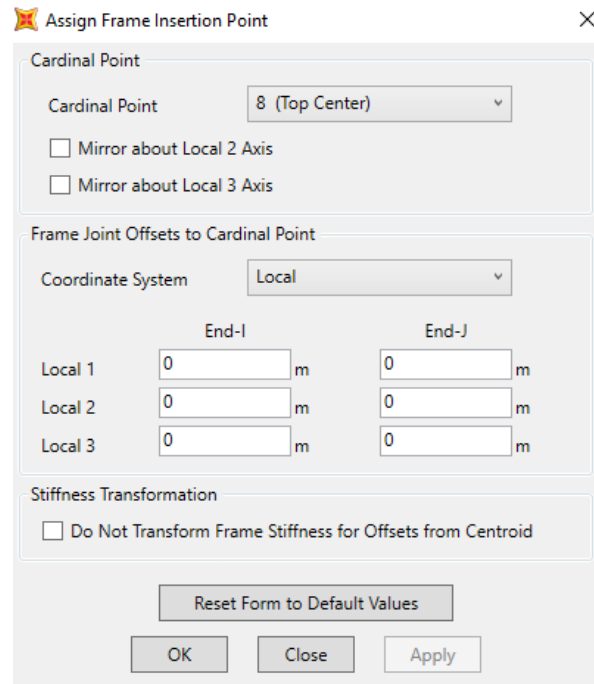 Assign Frame Insertion Point
Cardinal Point
Cardinal Point 8 (Top Center)
Mirror about Local 2 Axis
Mirror about Local 3 Axis
Frame Joint Offsets to Cardinal Point
Coordinate System Local
End-I End-J
Local 1 0 m 0 m
Local 2 0 m 0 m
Local 3 0 m 0 m
Stiffness Transformation
Do Not Transform Frame Stiffness for Offsets from Centroid
Reset Form to Default Values
OK Close Apply